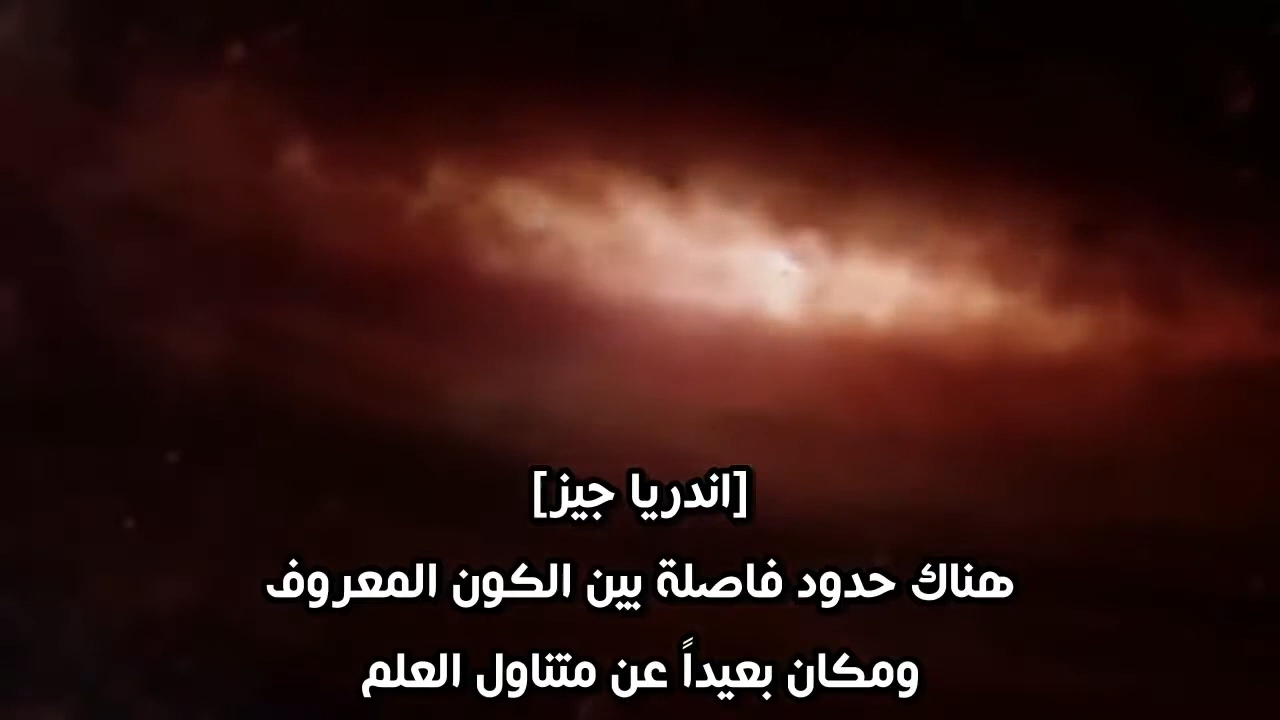 [اندريا جيز]
هناك حدود فاصلة بين الكون المعروف
ومكان بعيداً عن متناول العلم